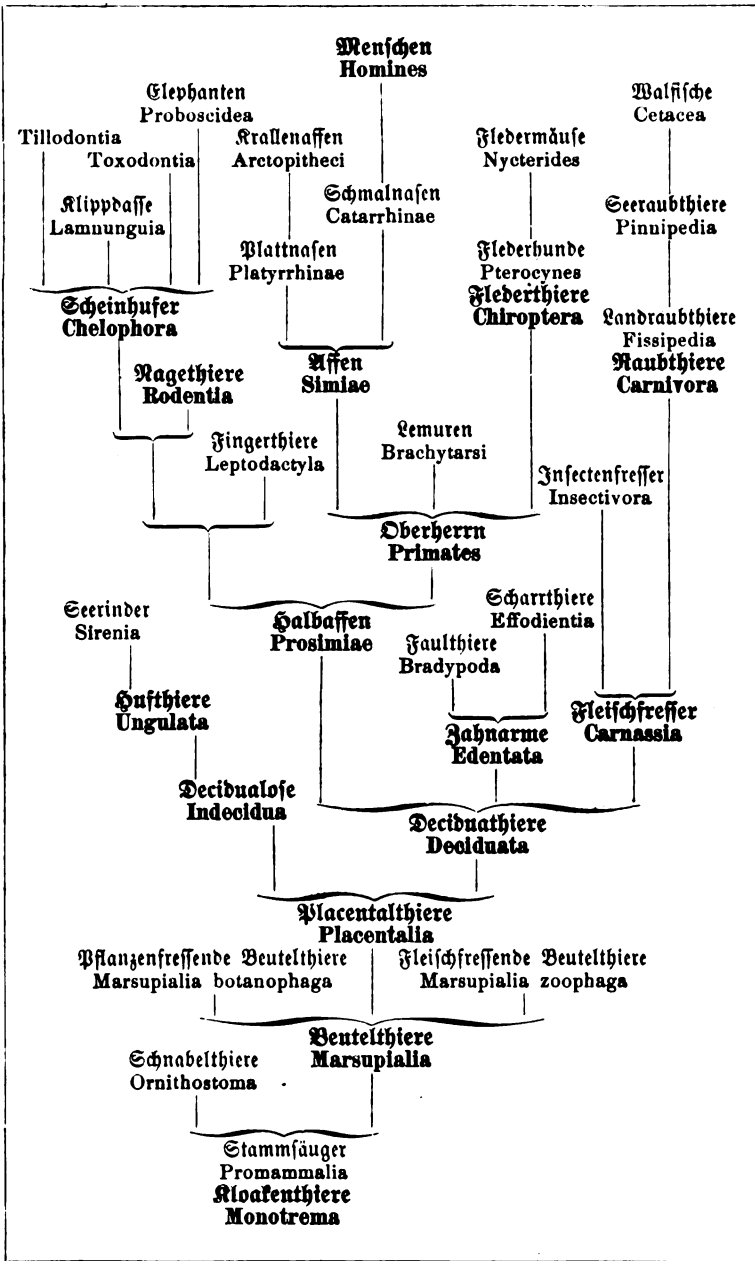 Menſchen
Homines
Elephanten
Proboscidea
Walfiſche
Cetacea
Tillodontia
Toxodontia
Krallenaffen
Arctopitheci
Fledermäuſe
Nycterides
Klippdaſſe
Lamnunguia
Schmalnaſen
Catarrhinae
Seeraubthiere
Pinnipedia
Plattnaſen
Platyrrhinae
Flederhunde
Pterocynes
Flederthiere
Chiroptera
Scheinhufer
Chelophora
Landraubthiere
Fissipedia
Raubthiere
Carnivora
Nagethiere
Rodentia
Affen
Simiae
Fingerthiere
Leptodactyla
Lemuren
Brachytarsi
Inſectenfreſſer
Insectivora
Oberherrn
Primates
Seerinder
Sirenia
Halbaffen
Prosimiae
Scharrthiere
Effodientia
Faulthiere
Bradypoda
Hufthiere
Ungulata
Zahnarme
Edentata
Fleiſchfreſſer
Carnassia
Decidualoſe
Indecidua
Deciduathiere
Deciduata
Placentalthiere
Placentalia
Pflanzenfreſſende Beutelthiere
Marsupialia botanophaga
Fleiſchfreſſende Beutelthiere
Marsupialia zoophaga
Beutelthiere
Marsupialia
Schnabelthiere
Ornithostoma
Stammſäuger
Promammalia
Kloakenthiere
Monotrema